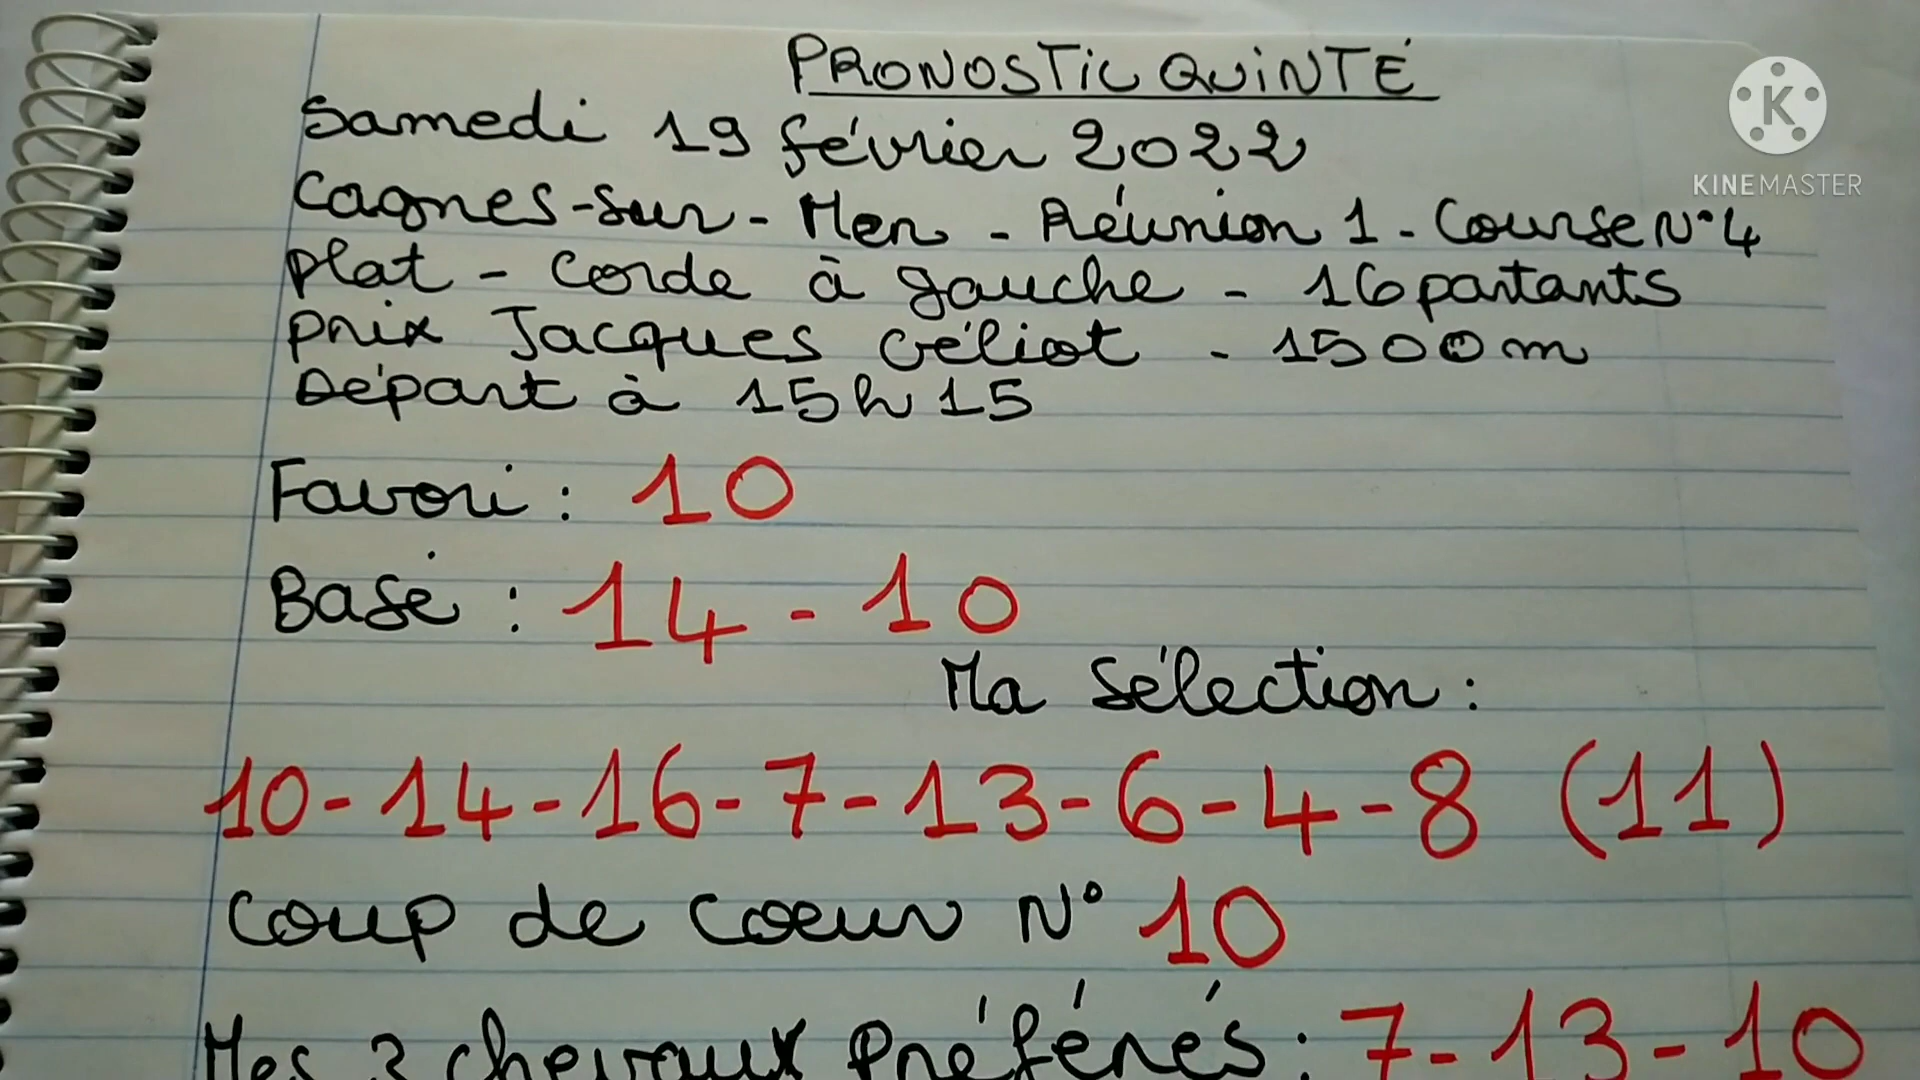 PRONOSTIC QUINTÉ
Samedi 19 février 2022
Cagnes-sur-Mer - Réunion 1 - Course N°4
plat - corde à gauche - 16 partants
prix Jacques Géliot - 1500m
Départ à 15h15
Favori : 10
Base : 14 - 10
Ma sélection :
10-14-16-7-13-6-4-8 (11)
Coup de coeur N° 10
Mes 3 chevaux préférés : 7-13-10
K
KINEMASTER